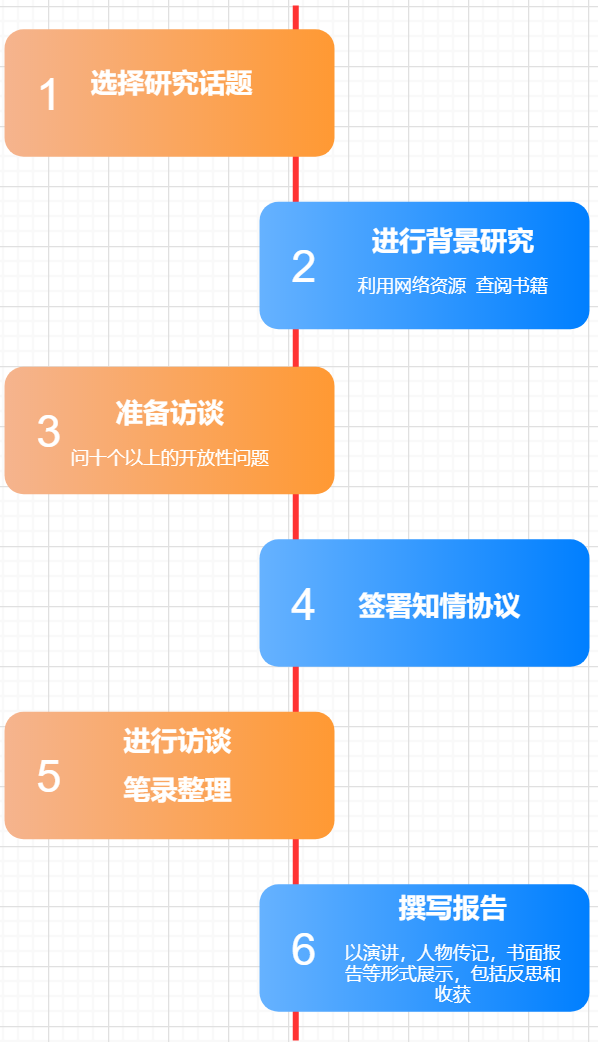 1
选择研究话题
2
进行背景研究
利用网络资源 查阅书籍
3
准备访谈
问十个以上的开放性问题
4
签署知情协议
5
进行访谈
笔录整理
6
撰写报告
以演讲，人物传记，书面报
告等形式展示，包括反思和
收获